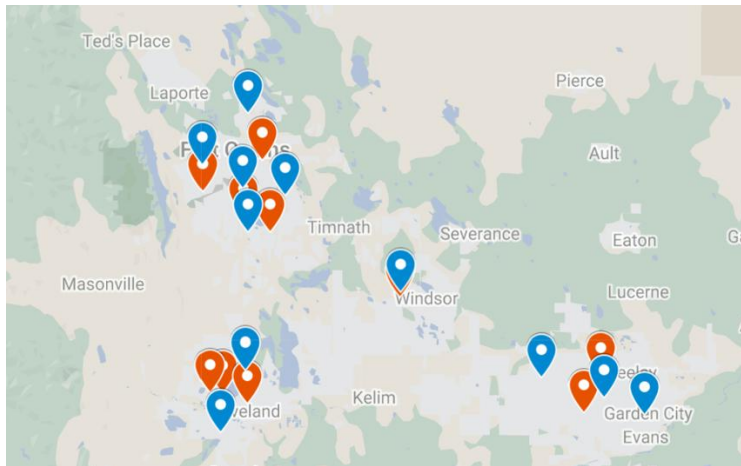 Ted's Place
Laporte
Pierce
Ault
Timnath
Severance
Eaton
Masonville
Windsor
Lucerne
Kelim
Garden City
Evans